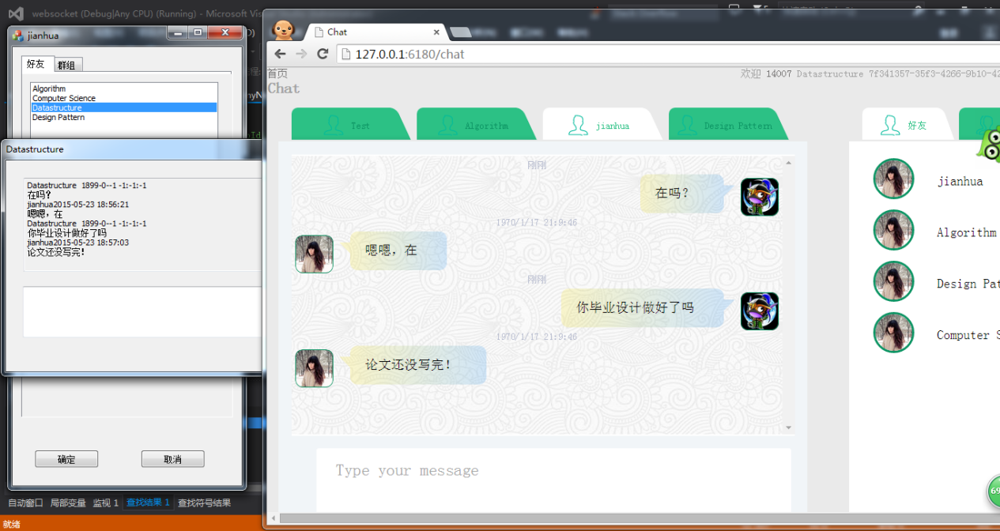 websocket (Debug|Any CPU) (Running) - Microsoft Vis
jianhua
好友
群组
Algorithm
Computer Science
Datastructure
Design Pattern
Datastructure
Datastructure 1899-0--1 -1:-1:-1
在吗?
jianhua2015-05-23 18:56:21
嗯嗯，在
Datastructure 1899-0--1 -1:-1:-1
你毕业设计做好了吗
jianhua2015-05-23 18:57:03
论文还没写完!
确定
取消
自动窗口 局部变量 监视 1 查找结果 1 查找符号结果
就绪
Chat
127.0.0.1:6180/chat
首页
欢迎 14007 Datastructure 7f341357-35f3-4266-9b10-42
Chat
Test
Algorithm
jianhua
Design Pattern
好友
刚刚
在吗?
1970/1/17 21:9:46
嗯嗯，在
刚刚
你毕业设计做好了吗
1970/1/17 21:9:46
论文还没写完!
Type your message
jianhua
Algorithm
Design Pat
Computer S
69